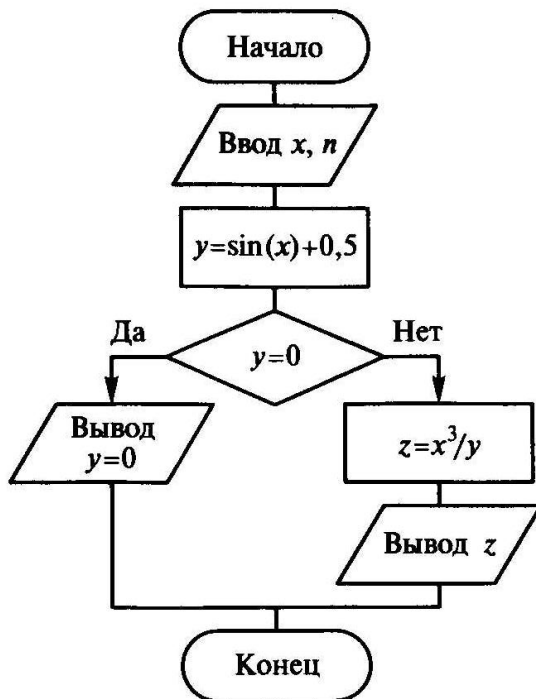 Начало
Ввод x, n
y=sin(x)+0,5
Да
Нет
y=0
Вывод
y=0
z=x³/y
Вывод z
Конец